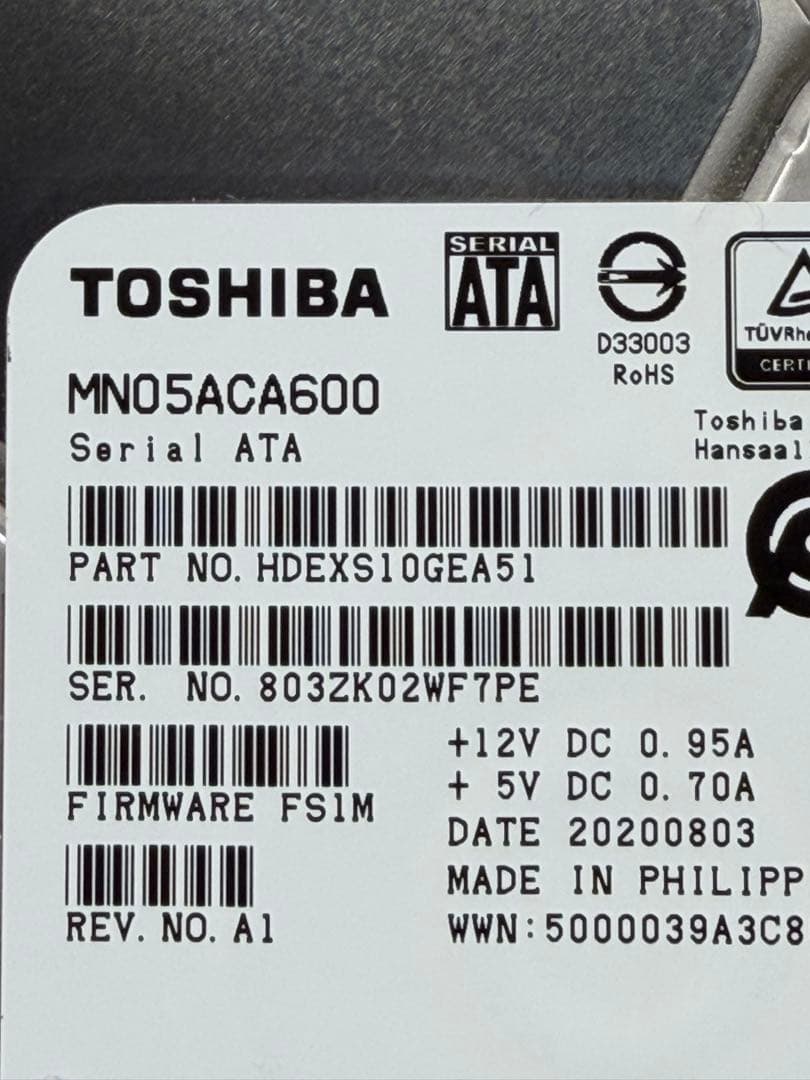 TOSHIBA
SERIAL
ATA
D33003
RoHS
TÜVRhe
CERTI
MN05ACA600
Serial ATA
Toshiba
Hansaal
PART NO. HDEXS10GEA51
SER. NO. 803ZK02WF7PE
FIRMWARE FS1M
REV. NO. A1
+12V DC 0.95A
+ 5V DC 0.70A
DATE 20200803
MADE IN PHILIPP
WWN:5000039A3C8